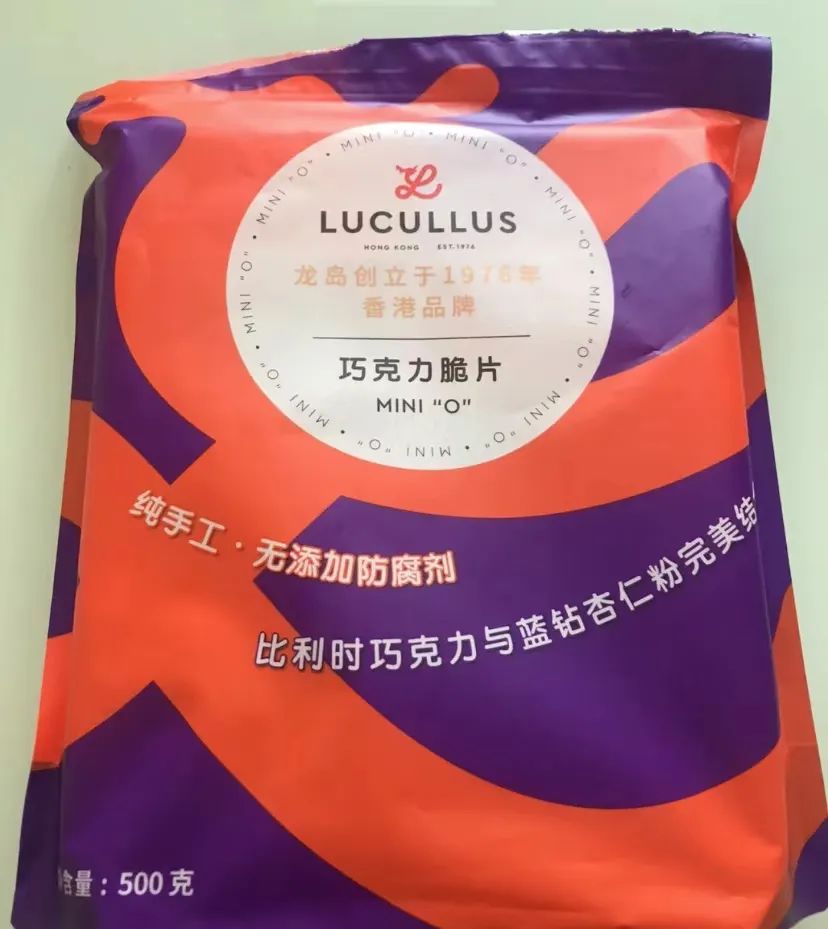 MINI "O" • MINI "O" • MINI "O" • MINI "O" • MINI "O" • MINI "O" • MINI "O" • MINI "O" •
LUCULLUS
HONG KONG EST.1976
龙岛创立于1976年
香港品牌
巧克力脆片
MINI "O"
纯手工·无添加防腐剂
比利时巧克力与蓝钻杏仁粉完美结
含量：500克